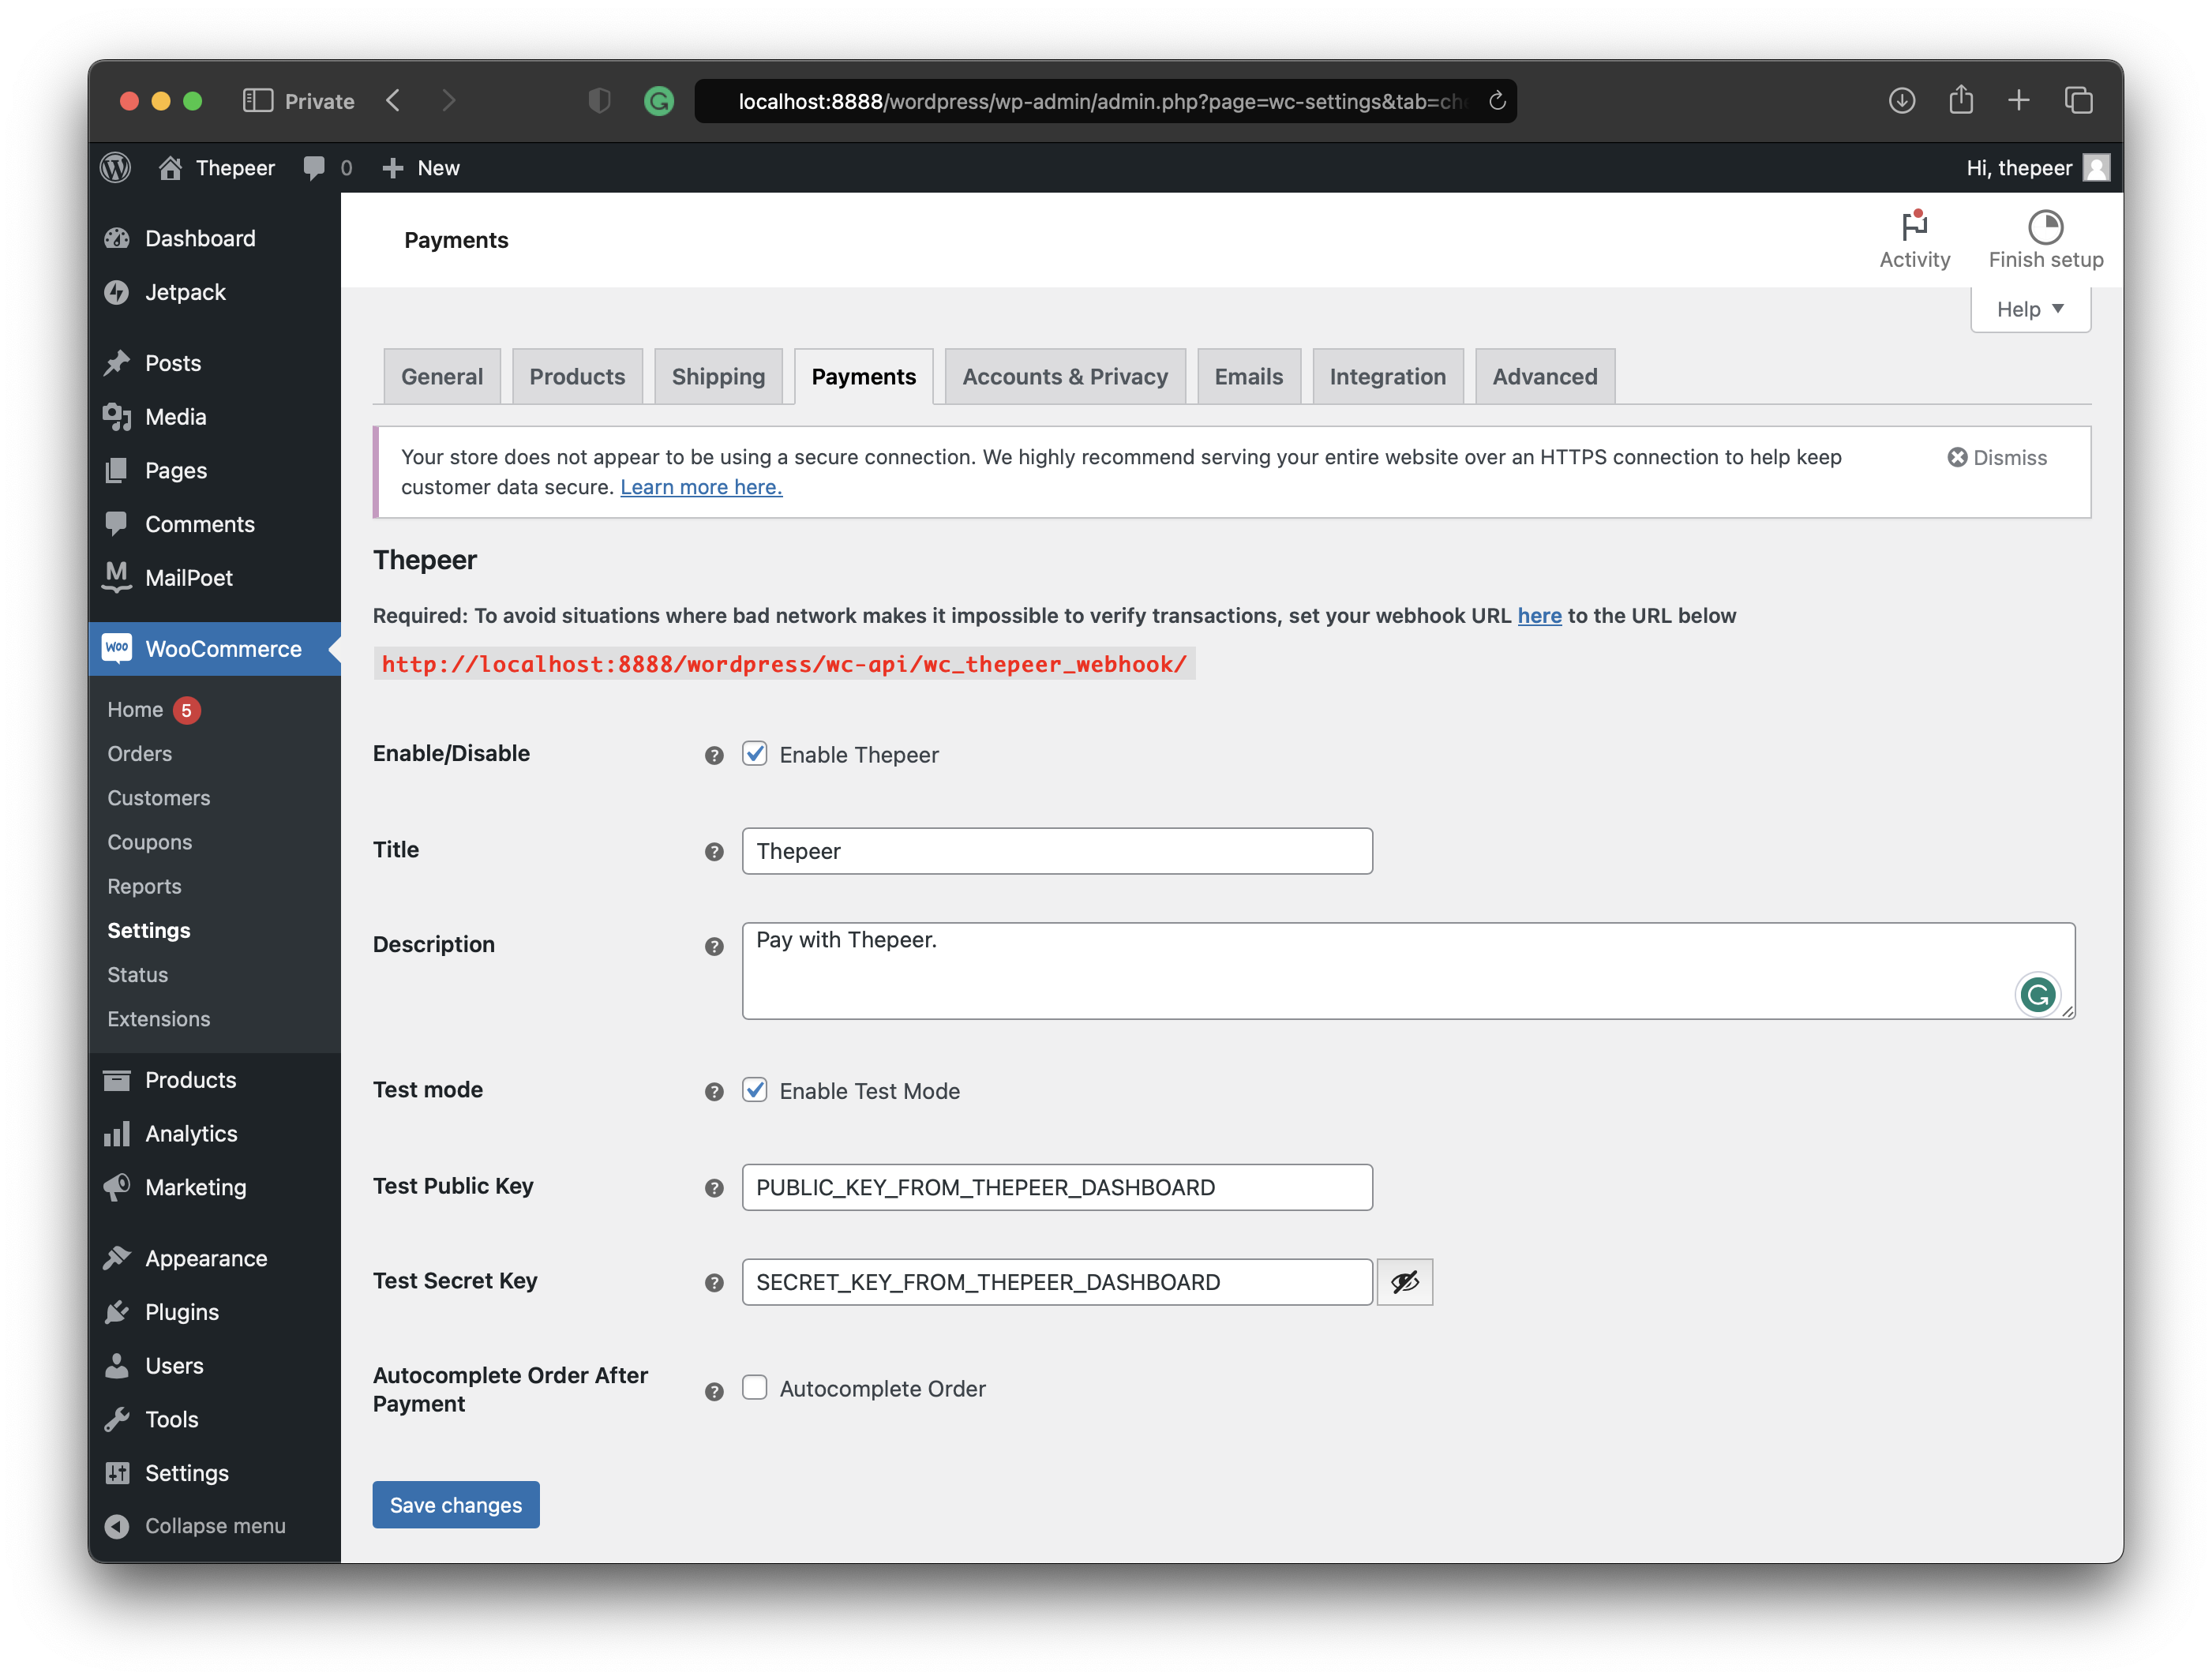 Private
localhost:8888/wordpress/wp-admin/admin.php?page=wc-settings&tab=che
Thepeer
0
New
Hi, thepeer
Dashboard
Jetpack
Posts
Media
Pages
Comments
MailPoet
WooCommerce
Home 5
Orders
Customers
Coupons
Reports
Settings
Status
Extensions
Products
Analytics
Marketing
Appearance
Plugins
Users
Tools
Settings
Collapse menu
Payments
Activity
Finish setup
Help
General
Products
Shipping
Payments
Accounts & Privacy
Emails
Integration
Advanced
Your store does not appear to be using a secure connection. We highly recommend serving your entire website over an HTTPS connection to help keep
customer data secure. Learn more here.
Dismiss
Thepeer
Required: To avoid situations where bad network makes it impossible to verify transactions, set your webhook URL here to the URL below
http://localhost:8888/wordpress/wc-api/wc_thepeer_webhook/
Enable/Disable
Enable Thepeer
Title
Thepeer
Description
Pay with Thepeer.
Test mode
Enable Test Mode
Test Public Key
PUBLIC_KEY_FROM_THEPEER_DASHBOARD
Test Secret Key
SECRET_KEY_FROM_THEPEER_DASHBOARD
Autocomplete Order After
Payment
Autocomplete Order
Save changes